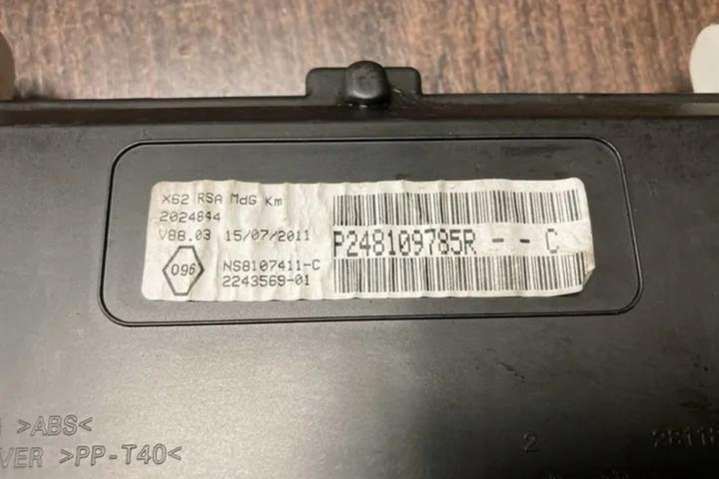 X62 RSA MdG Km
2024844
V88.03 15/07/2011
P248109785R - - C
096
NS8107411-C
2243569-01
>ABS<
VER >PP-T40<
2